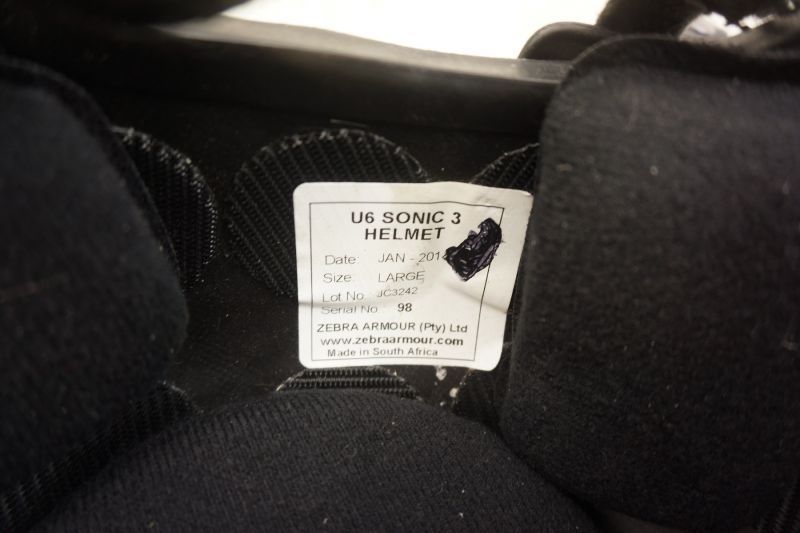 U6 SONIC 3
HELMET
Date: JAN - 2014
Size: LARGE
Lot No: JC3242
Serial No: 98
ZEBRA ARMOUR (Pty) Ltd
www.zebraarmour.com
Made in South Africa